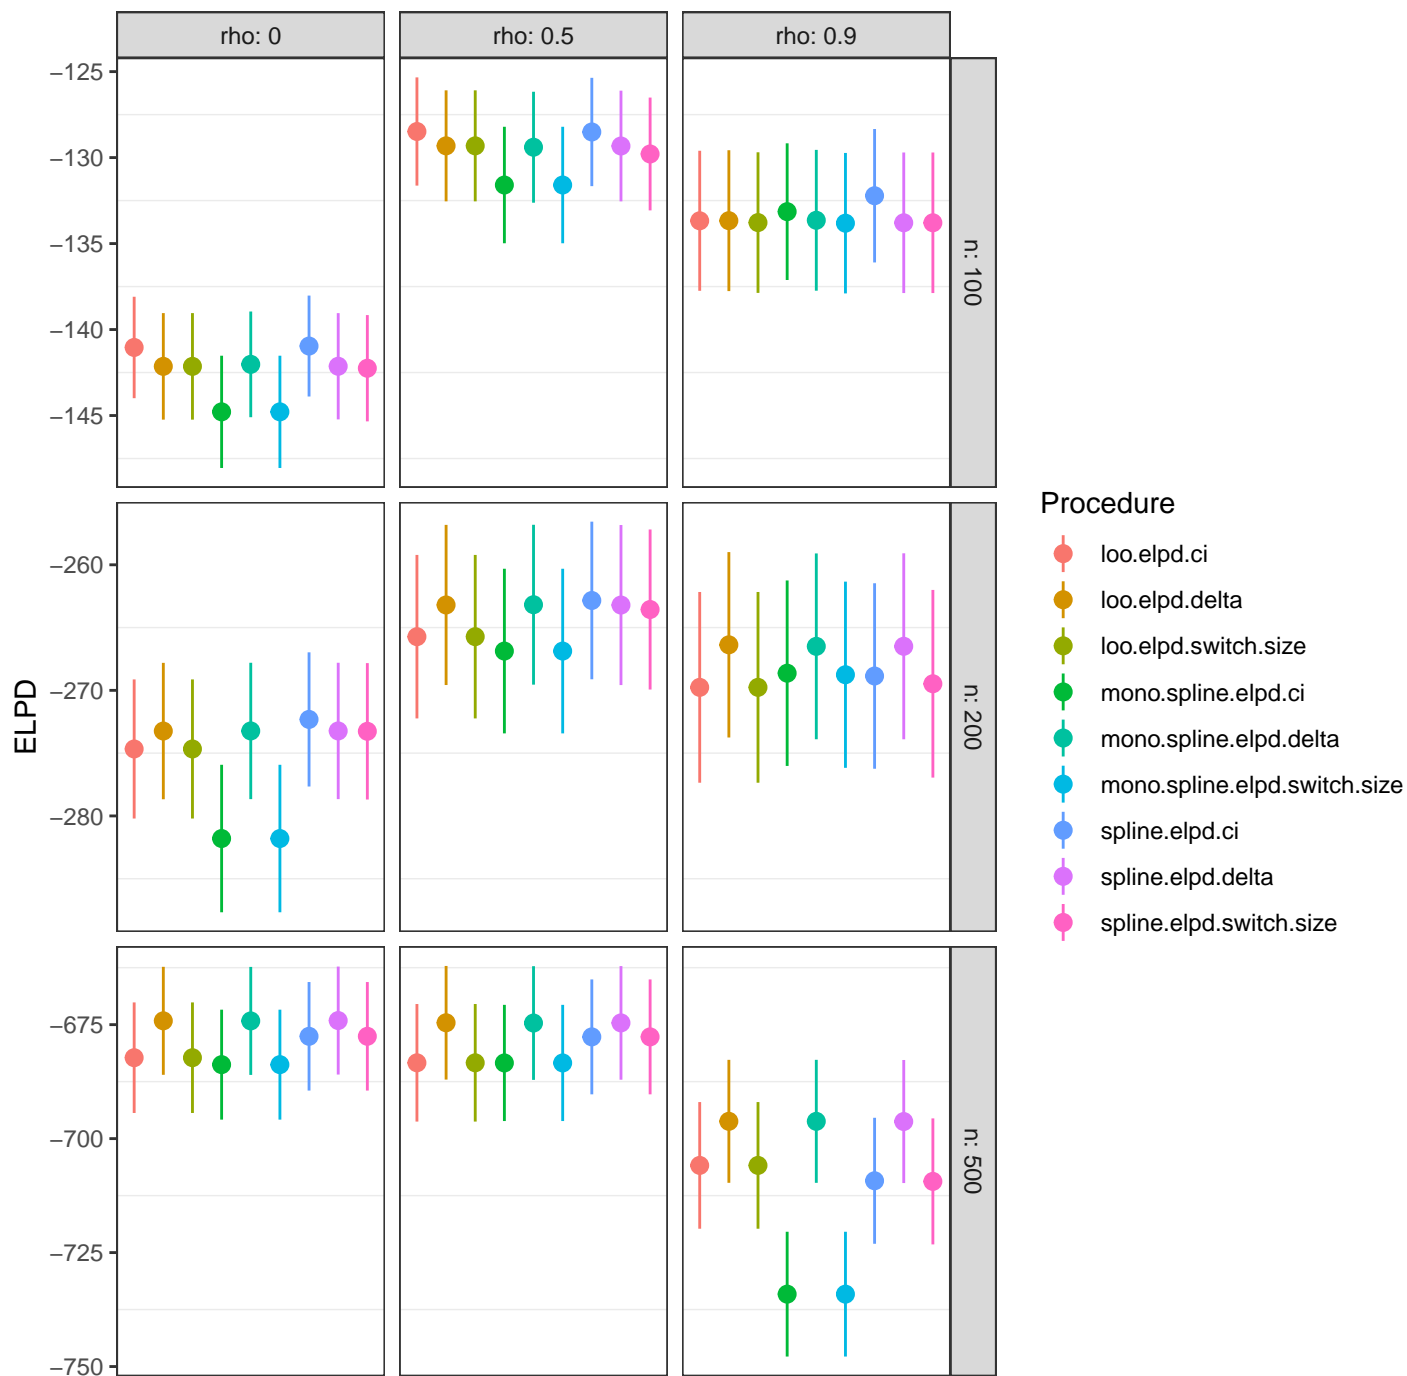 rho: 0
rho: 0.5
rho: 0.9
−125
−130
−135
−140
−145
n: 100
−260
−270
−280
n: 200
−675
−700
−725
−750
n: 500
ELPD
Procedure
loo.elpd.ci
loo.elpd.delta
loo.elpd.switch.size
mono.spline.elpd.ci
mono.spline.elpd.delta
mono.spline.elpd.switch.size
spline.elpd.ci
spline.elpd.delta
spline.elpd.switch.size